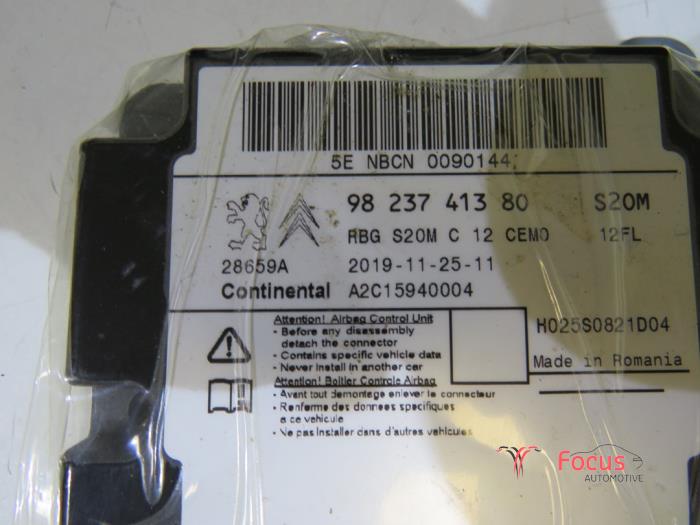 5E NBCN 0090144
98 237 413 80 S20M
RBG S20M C 12 CEM0 12FL
28659A 2019-11-25-11
Continental A2C15940004
Attention! Airbag Control Unit
- Before any disassembly
detach the connector
- Contains specific vehicle data
- Never install in another car
Attention! Boitier Controle Airbag
- Avant tout demontage enlever le connecteur
- Renferme des donnees specifiques
a ce vehicule
- Ne pas installer dans d'autres vehicules
H025S0821D04
Made in Romania
Focus
AUTOMOTIVE